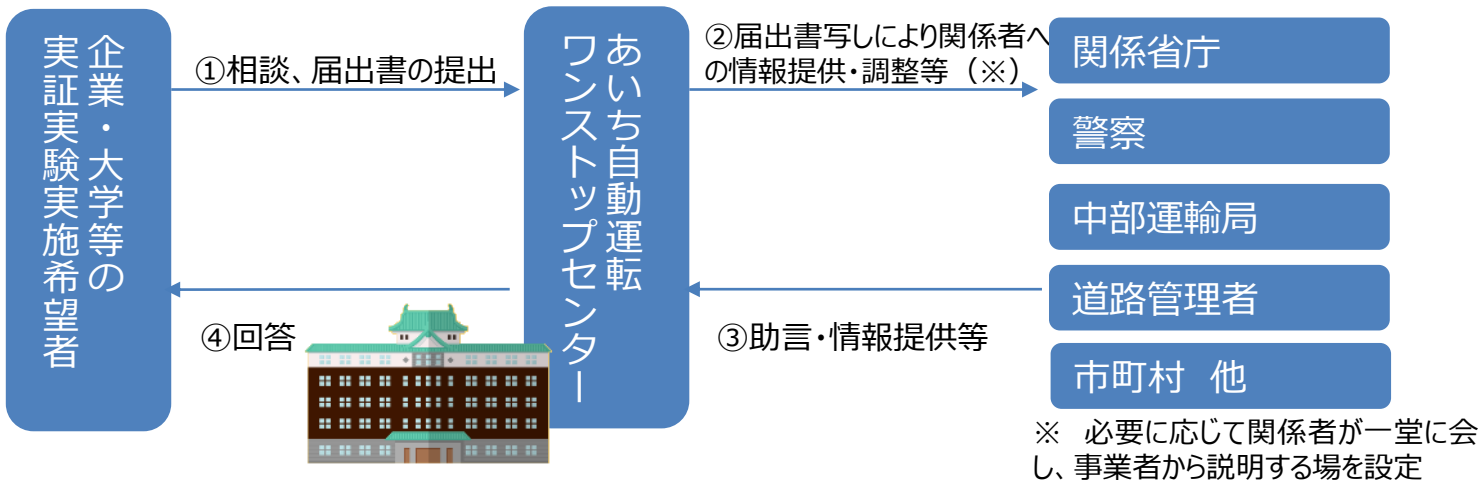 企業・大学等の
実証実験実施希望者
①相談、届出書の提出
あいち自動運転
ワンストップセンター
②届出書写しにより関係者へ
の情報提供・調整等（※）
関係省庁
警察
中部運輸局
道路管理者
市町村 他
③助言・情報提供等
④回答
※ 必要に応じて関係者が一堂に会
し、事業者から説明する場を設定